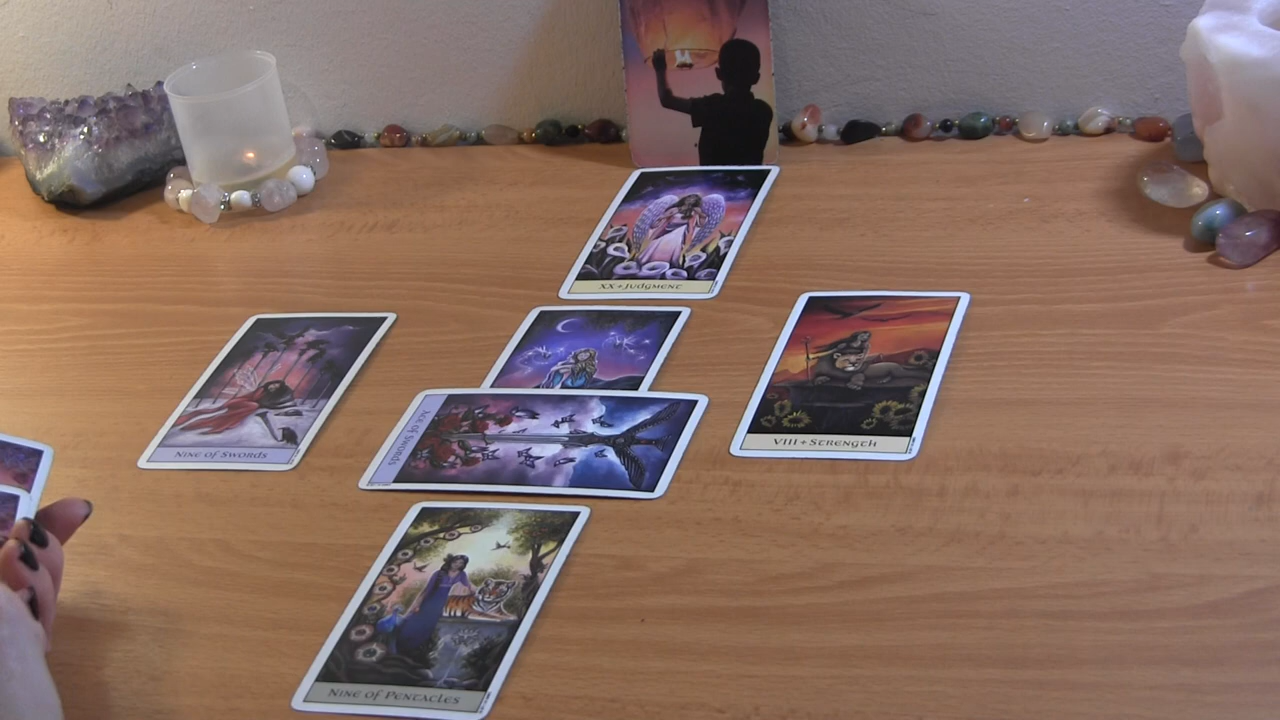 XX + Judgment
Nine of Swords
Ace of Swords
VIII + Strength
Nine of Pentacles